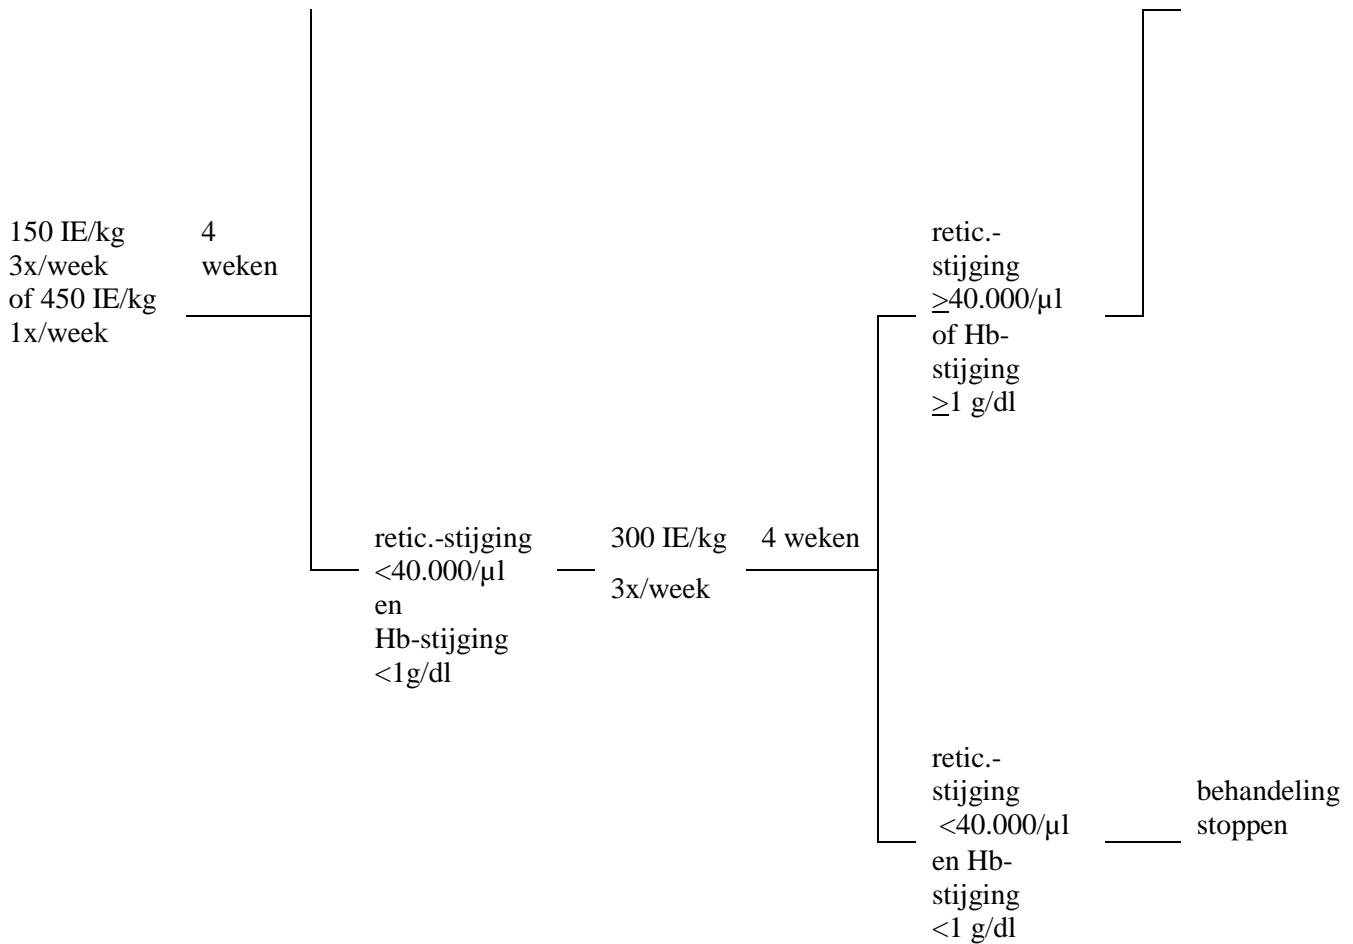 150 IE/kg
3x/week
of 450 IE/kg
1x/week
4
weken
retic.-stijging
<40.000/µl
en
Hb-stijging
<1g/dl
300 IE/kg
3x/week
4 weken
retic.-
stijging
≥40.000/µl
of Hb-
stijging
≥1 g/dl
retic.-
stijging
<40.000/µl
en Hb-
stijging
<1 g/dl
behandeling
stoppen